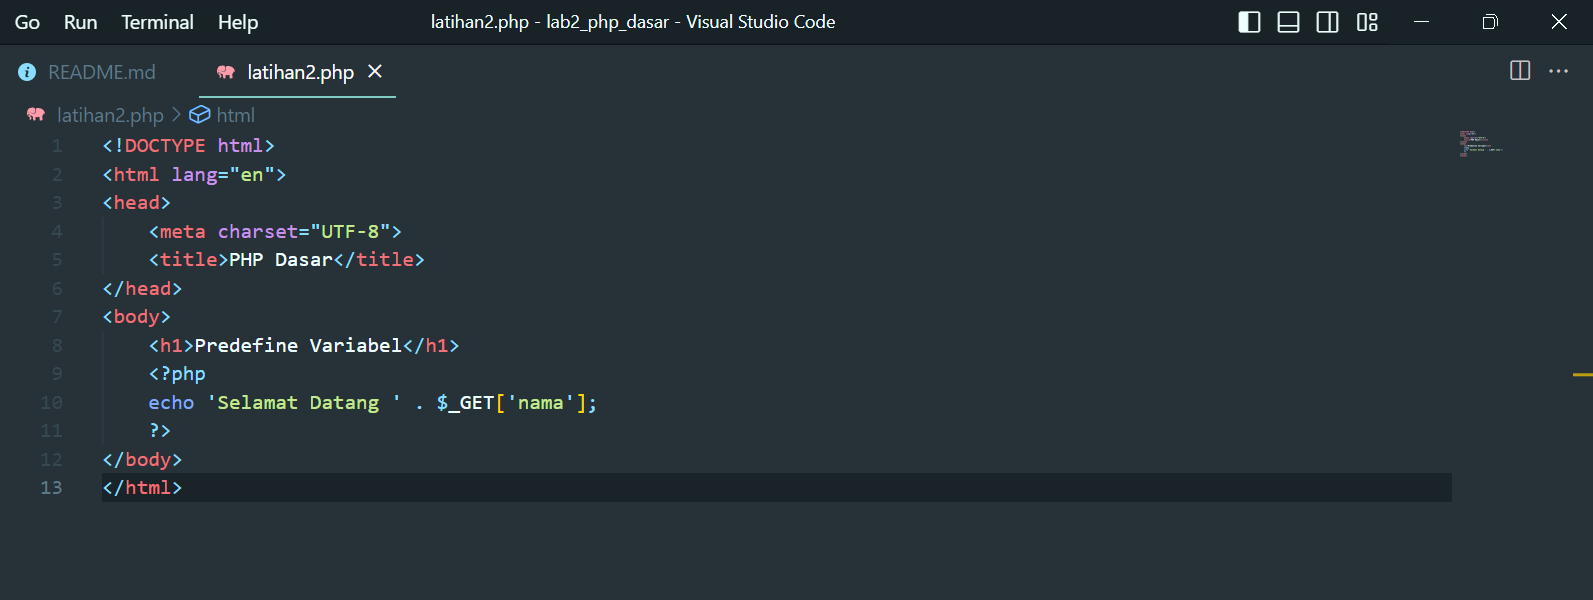 Go Run Terminal Help latihan2.php - lab2_php_dasar - Visual Studio Code
README.md latihan2.php
latihan2.php > html
1 <!DOCTYPE html>
2 <html lang="en">
3 <head>
4 <meta charset="UTF-8">
5 <title>PHP Dasar</title>
6 </head>
7 <body>
8 <h1>Predefine Variabel</h1>
9 <?php
10 echo 'Selamat Datang ' . $_GET['nama'];
11 ?>
12 </body>
13 </html>